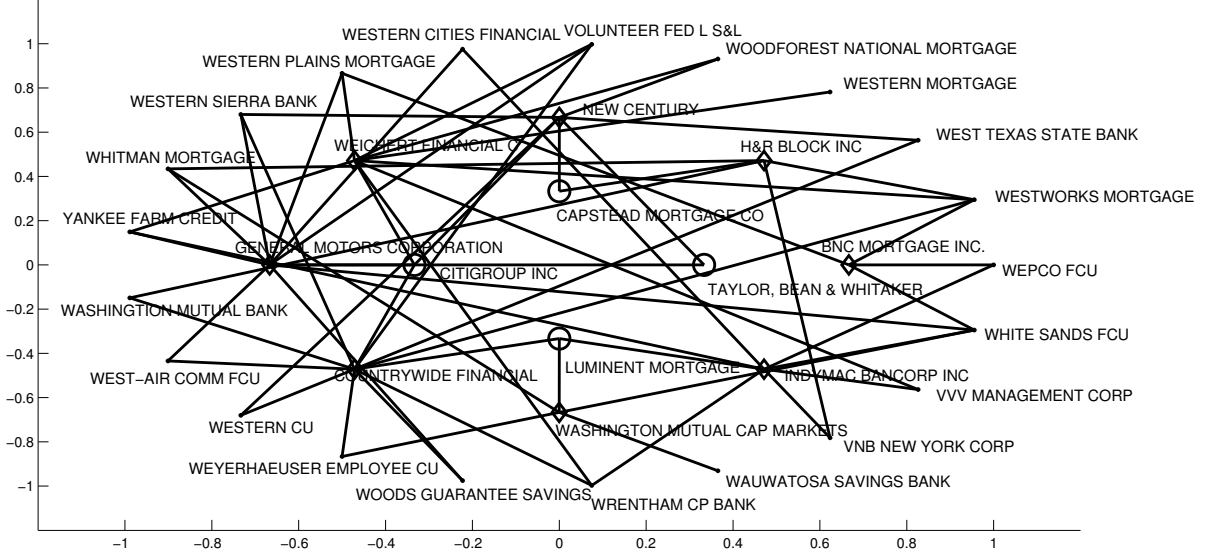 WESTERN CITIES FINANCIAL
VOLUNTEER FED L S&L
1
WOODFOREST NATIONAL MORTGAGE
WESTERN PLAINS MORTGAGE
0.8
WESTERN MORTGAGE
WESTERN SIERRA BANK
NEW CENTURY
0.6
WEST TEXAS STATE BANK
WEICHERT FINANCIAL C
H&R BLOCK INC
WHITMAN MORTGAGE
0.4
WESTWORKS MORTGAGE
0.2
YANKEE FARM CREDIT
CAPSTEAD MORTGAGE CO
GENERAL MOTORS CORPORATION
BNC MORTGAGE INC.
0
CITIGROUP INC
WEPCO FCU
TAYLOR, BEAN & WHITAKER
−0.2
WASHINGTION MUTUAL BANK
WHITE SANDS FCU
−0.4
LUMINENT MORTGAGE
WEST−AIR COMM FCU
COUNTRYWIDE FINANCIAL
INDYMAC BANCORP INC
VVV MANAGEMENT CORP
−0.6
WESTERN CU
WASHINGTON MUTUAL CAP MARKETS
−0.8
VNB NEW YORK CORP
WEYERHAEUSER EMPLOYEE CU
WAUWATOSA SAVINGS BANK
−1
WOODS GUARANTEE SAVINGS
WRENTHAM CP BANK
−1 −0.8 −0.6 −0.4 −0.2 0 0.2 0.4 0.6 0.8 1